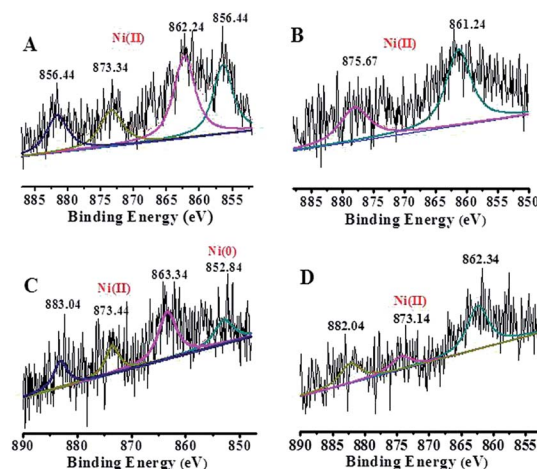 A
Ni(II)
862.24
856.44
856.44
873.34
885 880 875 870 865 860 855
Binding Energy (eV)
B
Ni(II)
861.24
875.67
885 880 875 870 865 860 855 850
Binding Energy (eV)
C
Ni(0)
Ni(II)
863.34
852.84
883.04
873.44
890 880 870 860 850
Binding Energy (eV)
D
862.34
Ni(II)
882.04
873.14
890 885 880 875 870 865 860 855
Binding Energy (eV)